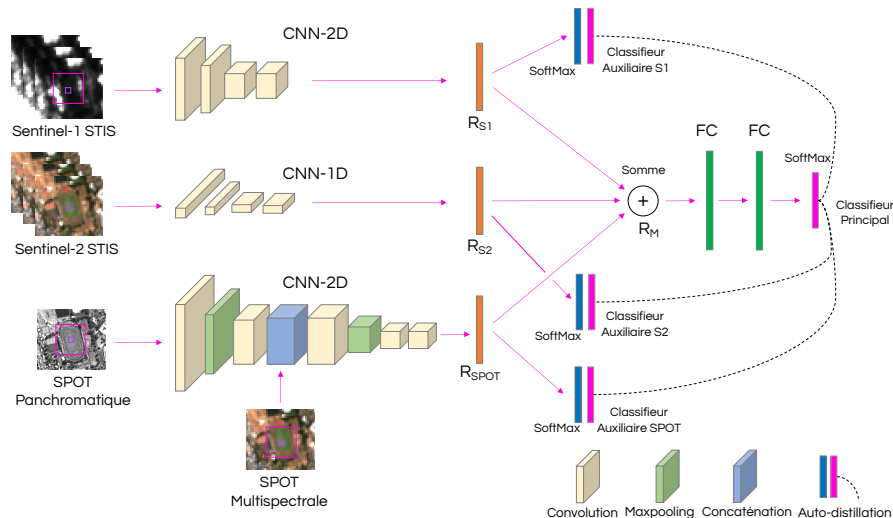 CNN-2D
Sentinel-1 STIS
R_S1
SoftMax
Classifieur
Auxiliaire S1
CNN-1D
Sentinel-2 STIS
R_S2
Somme
+
R_M
FC
FC
SoftMax
Classifieur
Principal
SoftMax
Classifieur
Auxiliaire S2
CNN-2D
SPOT
Panchromatique
SPOT
Multispectrale
R_SPOT
SoftMax
Classifieur
Auxiliaire SPOT
Convolution
Maxpooling
Concaténation
Auto-distillation